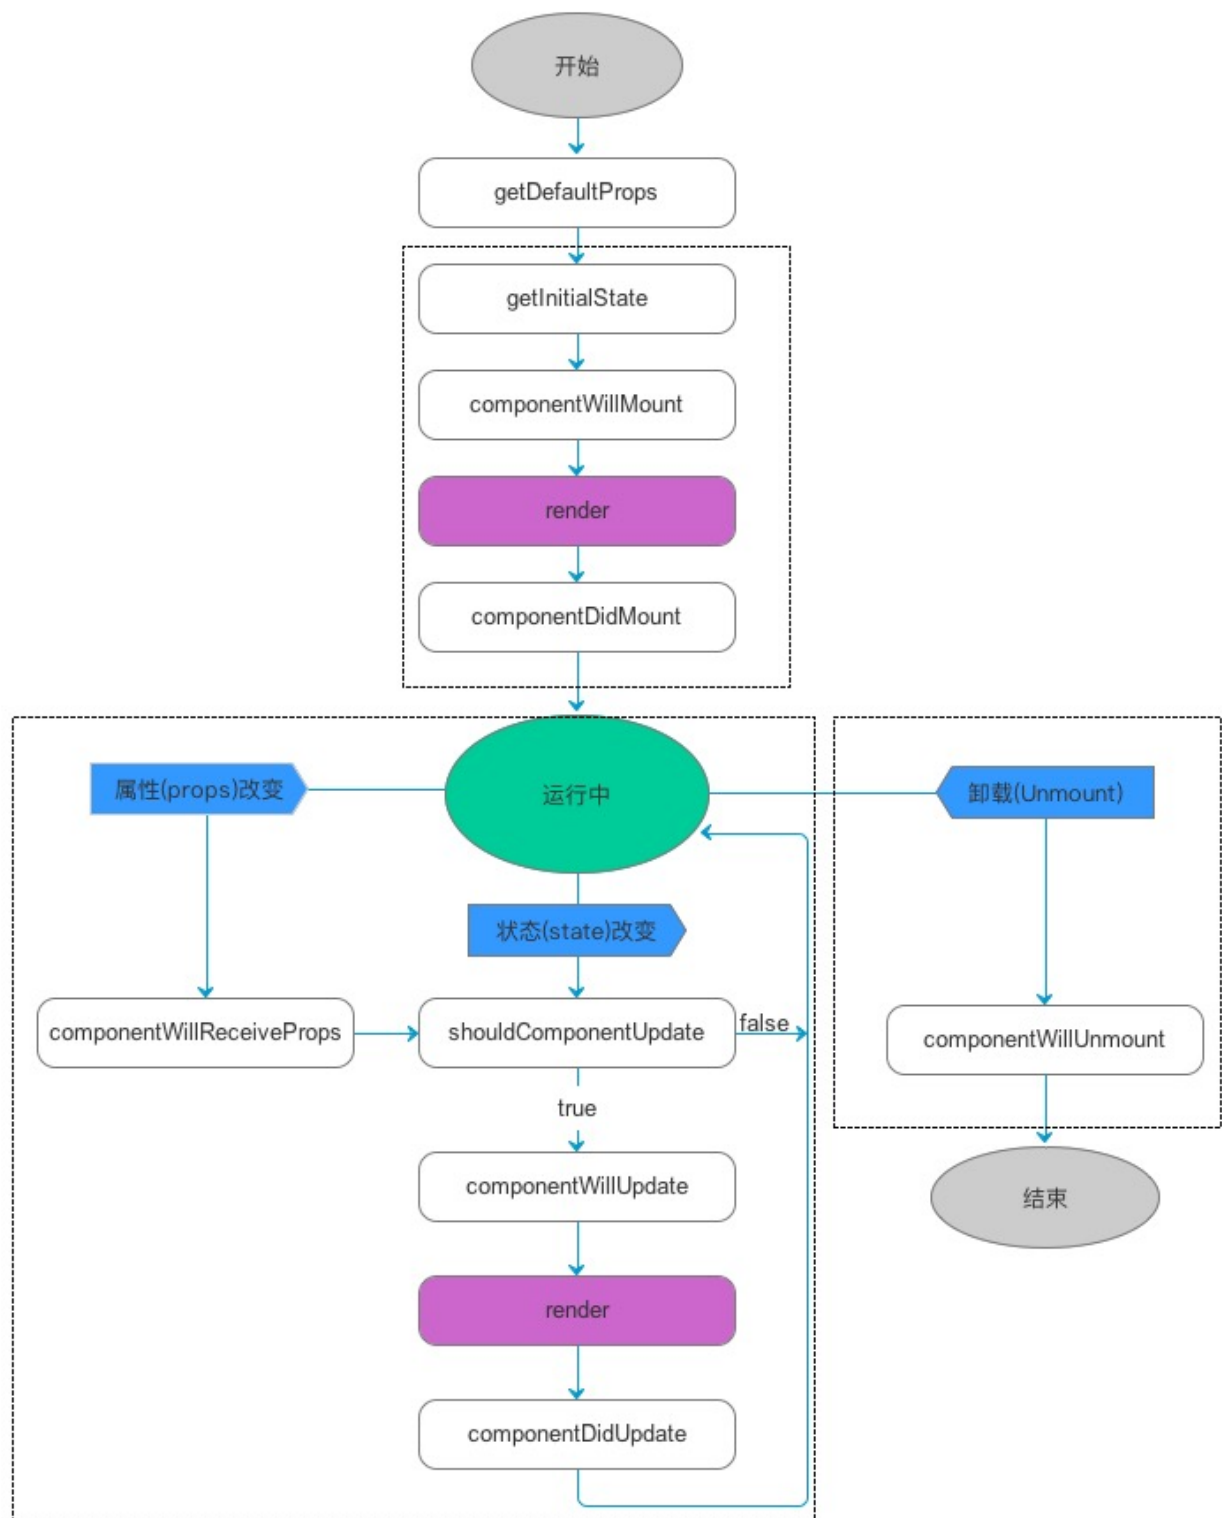 开始
getDefaultProps
getInitialState
componentWillMount
render
componentDidMount
属性(props)改变
运行中
卸载(Unmount)
状态(state)改变
componentWillReceiveProps
shouldComponentUpdate
false
componentWillUnmount
true
componentWillUpdate
结束
render
componentDidUpdate